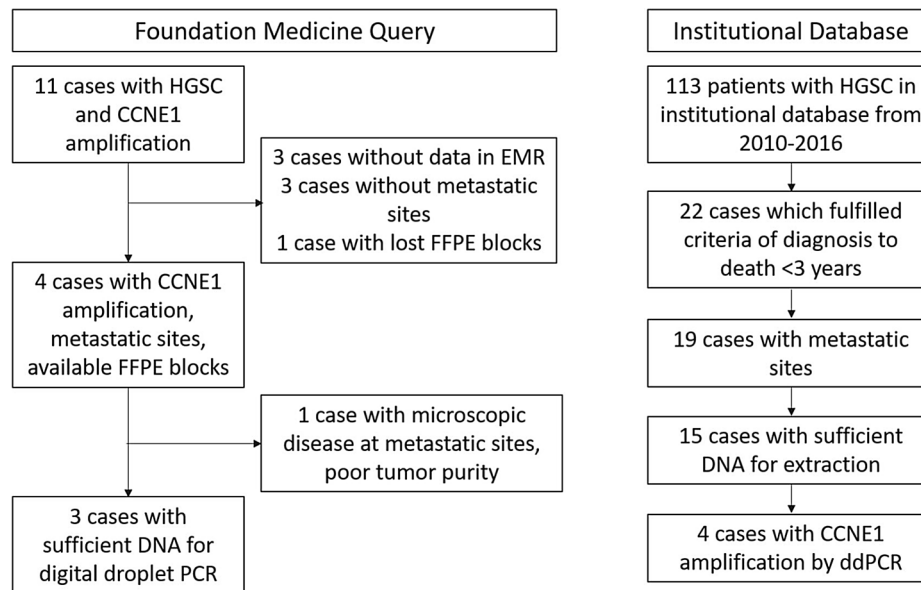 Foundation Medicine Query
11 cases with HGSC
and CCNE1
amplification
3 cases without data in EMR
3 cases without metastatic
sites
1 case with lost FFPE blocks
4 cases with CCNE1
amplification,
metastatic sites,
available FFPE blocks
1 case with microscopic
disease at metastatic sites,
poor tumor purity
3 cases with
sufficient DNA for
digital droplet PCR
Institutional Database
113 patients with HGSC in
institutional database from
2010-2016
22 cases which fulfilled
criteria of diagnosis to
death <3 years
19 cases with metastatic
sites
15 cases with sufficient
DNA for extraction
4 cases with CCNE1
amplification by ddPCR